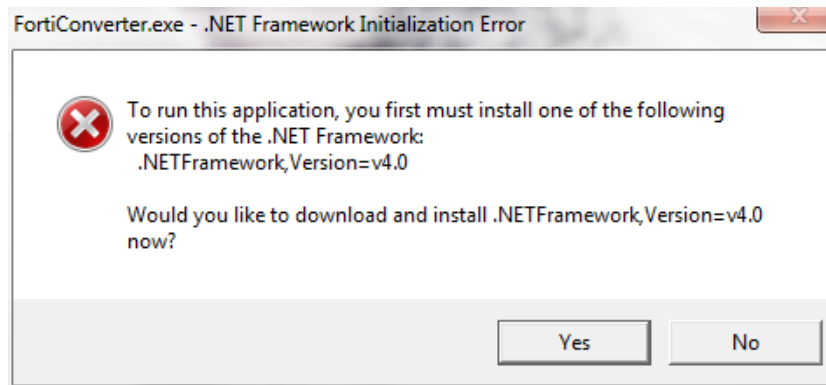 FortiConverter.exe - .NET Framework Initialization Error
To run this application, you first must install one of the following
versions of the .NET Framework:
.NETFramework,Version=v4.0
Would you like to download and install .NETFramework,Version=v4.0
now?
Yes
No